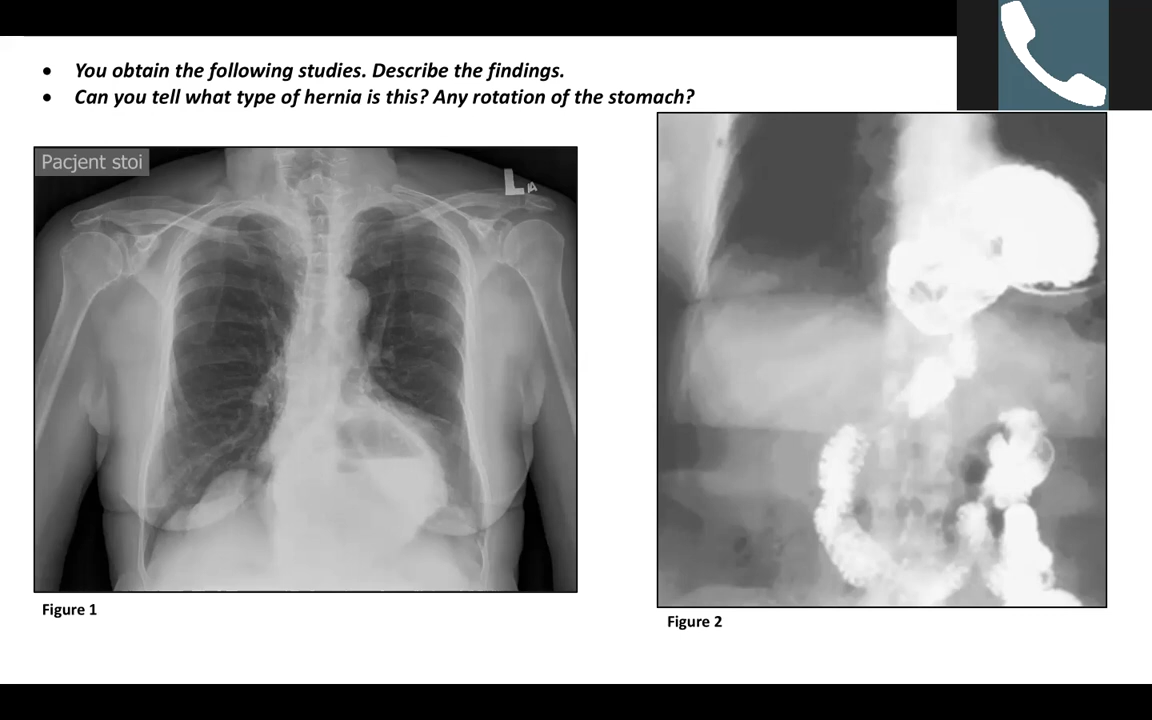 You obtain the following studies. Describe the findings.
Can you tell what type of hernia is this? Any rotation of the stomach?
Pacjent stoi
L
Figure 1
Figure 2